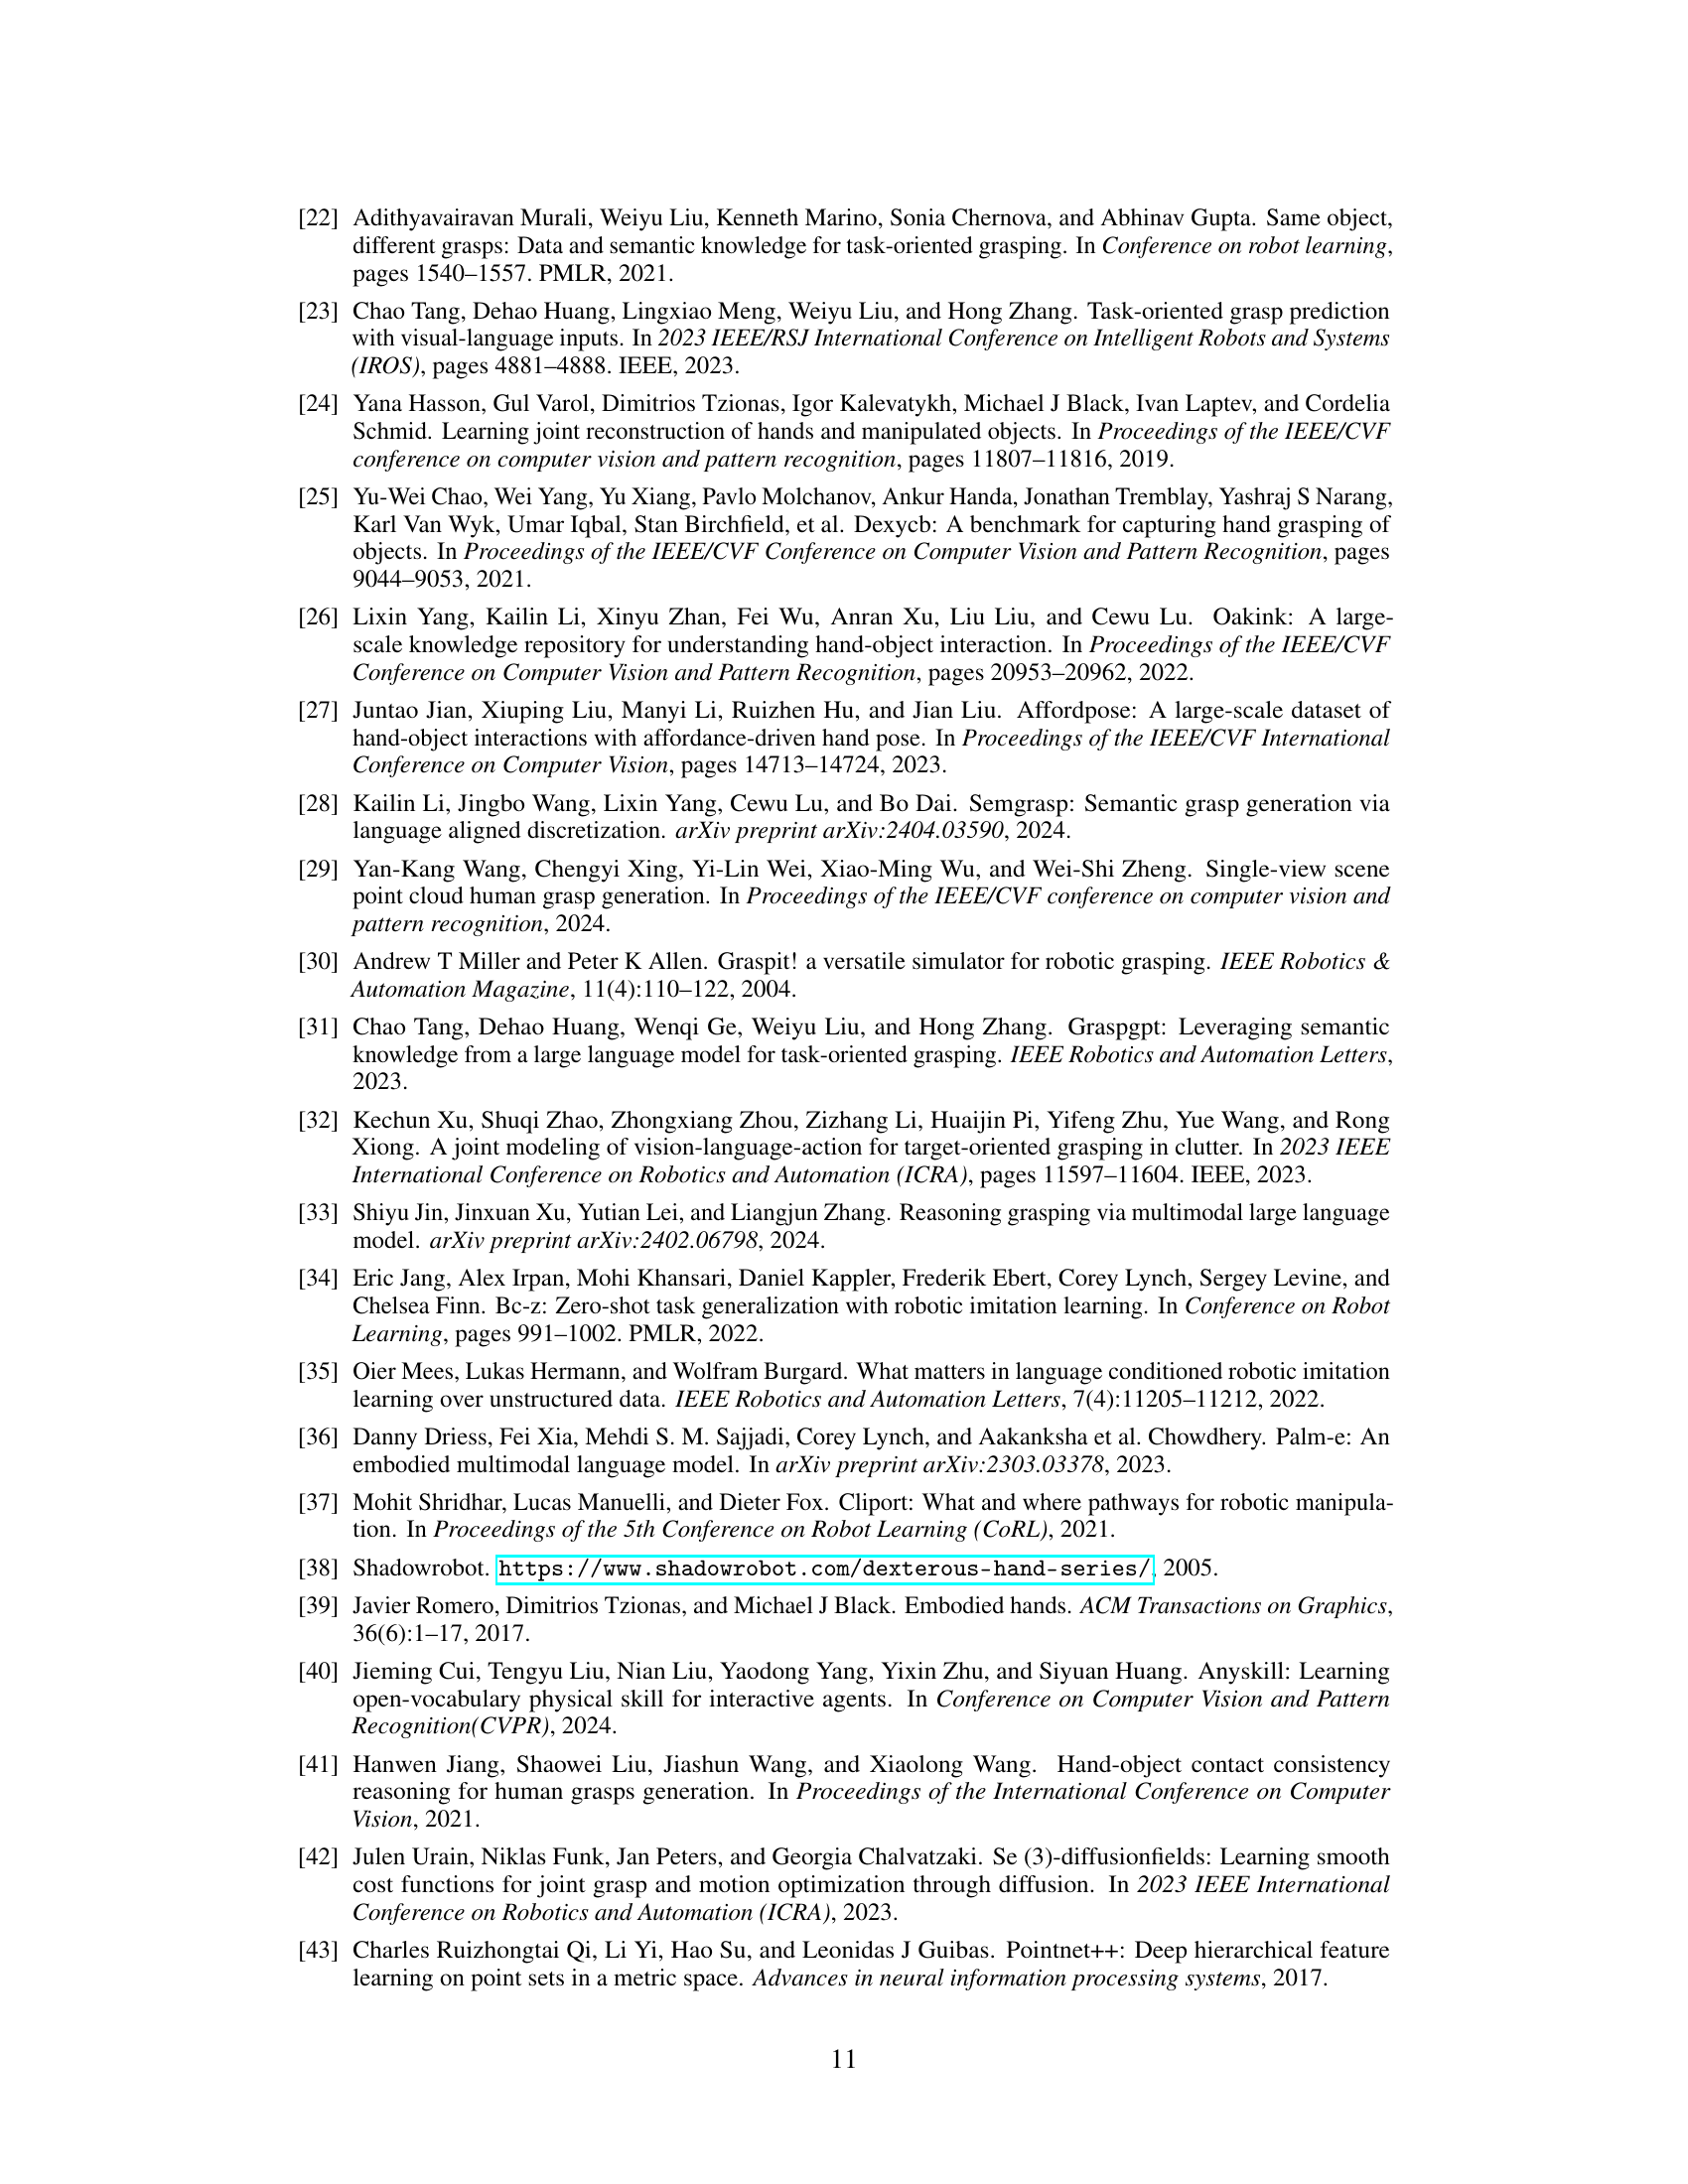 [22] Adithyavairavan Murali, Weiyu Liu, Kenneth Marino, Sonia Chernova, and Abhinav Gupta. Same object,
different grasps: Data and semantic knowledge for task-oriented grasping. In Conference on robot learning,
pages 1540–1557. PMLR, 2021.
[23] Chao Tang, Dehao Huang, Lingxiao Meng, Weiyu Liu, and Hong Zhang. Task-oriented grasp prediction
with visual-language inputs. In 2023 IEEE/RSJ International Conference on Intelligent Robots and Systems
(IROS), pages 4881–4888. IEEE, 2023.
[24] Yana Hasson, Gul Varol, Dimitrios Tzionas, Igor Kalevatykh, Michael J Black, Ivan Laptev, and Cordelia
Schmid. Learning joint reconstruction of hands and manipulated objects. In Proceedings of the IEEE/CVF
conference on computer vision and pattern recognition, pages 11807–11816, 2019.
[25] Yu-Wei Chao, Wei Yang, Yu Xiang, Pavlo Molchanov, Ankur Handa, Jonathan Tremblay, Yashraj S Narang,
Karl Van Wyk, Umar Iqbal, Stan Birchfield, et al. Dexycb: A benchmark for capturing hand grasping of
objects. In Proceedings of the IEEE/CVF Conference on Computer Vision and Pattern Recognition, pages
9044–9053, 2021.
[26] Lixin Yang, Kailin Li, Xinyu Zhan, Fei Wu, Anran Xu, Liu Liu, and Cewu Lu. Oakink: A large-
scale knowledge repository for understanding hand-object interaction. In Proceedings of the IEEE/CVF
Conference on Computer Vision and Pattern Recognition, pages 20953–20962, 2022.
[27] Juntao Jian, Xiuping Liu, Manyi Li, Ruizhen Hu, and Jian Liu. Affordpose: A large-scale dataset of
hand-object interactions with affordance-driven hand pose. In Proceedings of the IEEE/CVF International
Conference on Computer Vision, pages 14713–14724, 2023.
[28] Kailin Li, Jingbo Wang, Lixin Yang, Cewu Lu, and Bo Dai. Semgrasp: Semantic grasp generation via
language aligned discretization. arXiv preprint arXiv:2404.03590, 2024.
[29] Yan-Kang Wang, Chengyi Xing, Yi-Lin Wei, Xiao-Ming Wu, and Wei-Shi Zheng. Single-view scene
point cloud human grasp generation. In Proceedings of the IEEE/CVF conference on computer vision and
pattern recognition, 2024.
[30] Andrew T Miller and Peter K Allen. Graspit! a versatile simulator for robotic grasping. IEEE Robotics &
Automation Magazine, 11(4):110–122, 2004.
[31] Chao Tang, Dehao Huang, Wenqi Ge, Weiyu Liu, and Hong Zhang. Graspgpt: Leveraging semantic
knowledge from a large language model for task-oriented grasping. IEEE Robotics and Automation Letters,
2023.
[32] Kechun Xu, Shuqi Zhao, Zhongxiang Zhou, Zizhang Li, Huaijin Pi, Yifeng Zhu, Yue Wang, and Rong
Xiong. A joint modeling of vision-language-action for target-oriented grasping in clutter. In 2023 IEEE
International Conference on Robotics and Automation (ICRA), pages 11597–11604. IEEE, 2023.
[33] Shiyu Jin, Jinxuan Xu, Yutian Lei, and Liangjun Zhang. Reasoning grasping via multimodal large language
model. arXiv preprint arXiv:2402.06798, 2024.
[34] Eric Jang, Alex Irpan, Mohi Khansari, Daniel Kappler, Frederik Ebert, Corey Lynch, Sergey Levine, and
Chelsea Finn. Bc-z: Zero-shot task generalization with robotic imitation learning. In Conference on Robot
Learning, pages 991–1002. PMLR, 2022.
[35] Oier Mees, Lukas Hermann, and Wolfram Burgard. What matters in language conditioned robotic imitation
learning over unstructured data. IEEE Robotics and Automation Letters, 7(4):11205–11212, 2022.
[36] Danny Driess, Fei Xia, Mehdi S. M. Sajjadi, Corey Lynch, and Aakanksha et al. Chowdhery. Palm-e: An
embodied multimodal language model. In arXiv preprint arXiv:2303.03378, 2023.
[37] Mohit Shridhar, Lucas Manuelli, and Dieter Fox. Cliport: What and where pathways for robotic manipula-
tion. In Proceedings of the 5th Conference on Robot Learning (CoRL), 2021.
[38] Shadowrobot. https://www.shadowrobot.com/dexterous-hand-series/, 2005.
[39] Javier Romero, Dimitrios Tzionas, and Michael J Black. Embodied hands. ACM Transactions on Graphics,
36(6):1–17, 2017.
[40] Jieming Cui, Tengyu Liu, Nian Liu, Yaodong Yang, Yixin Zhu, and Siyuan Huang. Anyskill: Learning
open-vocabulary physical skill for interactive agents. In Conference on Computer Vision and Pattern
Recognition(CVPR), 2024.
[41] Hanwen Jiang, Shaowei Liu, Jiashun Wang, and Xiaolong Wang. Hand-object contact consistency
reasoning for human grasps generation. In Proceedings of the International Conference on Computer
Vision, 2021.
[42] Julen Urain, Niklas Funk, Jan Peters, and Georgia Chalvatzaki. Se (3)-diffusionfields: Learning smooth
cost functions for joint grasp and motion optimization through diffusion. In 2023 IEEE International
Conference on Robotics and Automation (ICRA), 2023.
[43] Charles Ruizhongtai Qi, Li Yi, Hao Su, and Leonidas J Guibas. Pointnet++: Deep hierarchical feature
learning on point sets in a metric space. Advances in neural information processing systems, 2017.
11